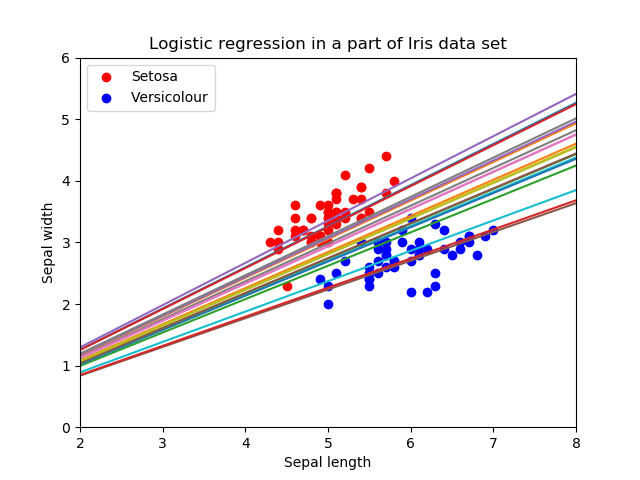 Logistic regression in a part of Iris data set
Setosa
Versicolour
Sepal width
6
5
4
3
2
1
0
2 3 4 5 6 7 8
Sepal length